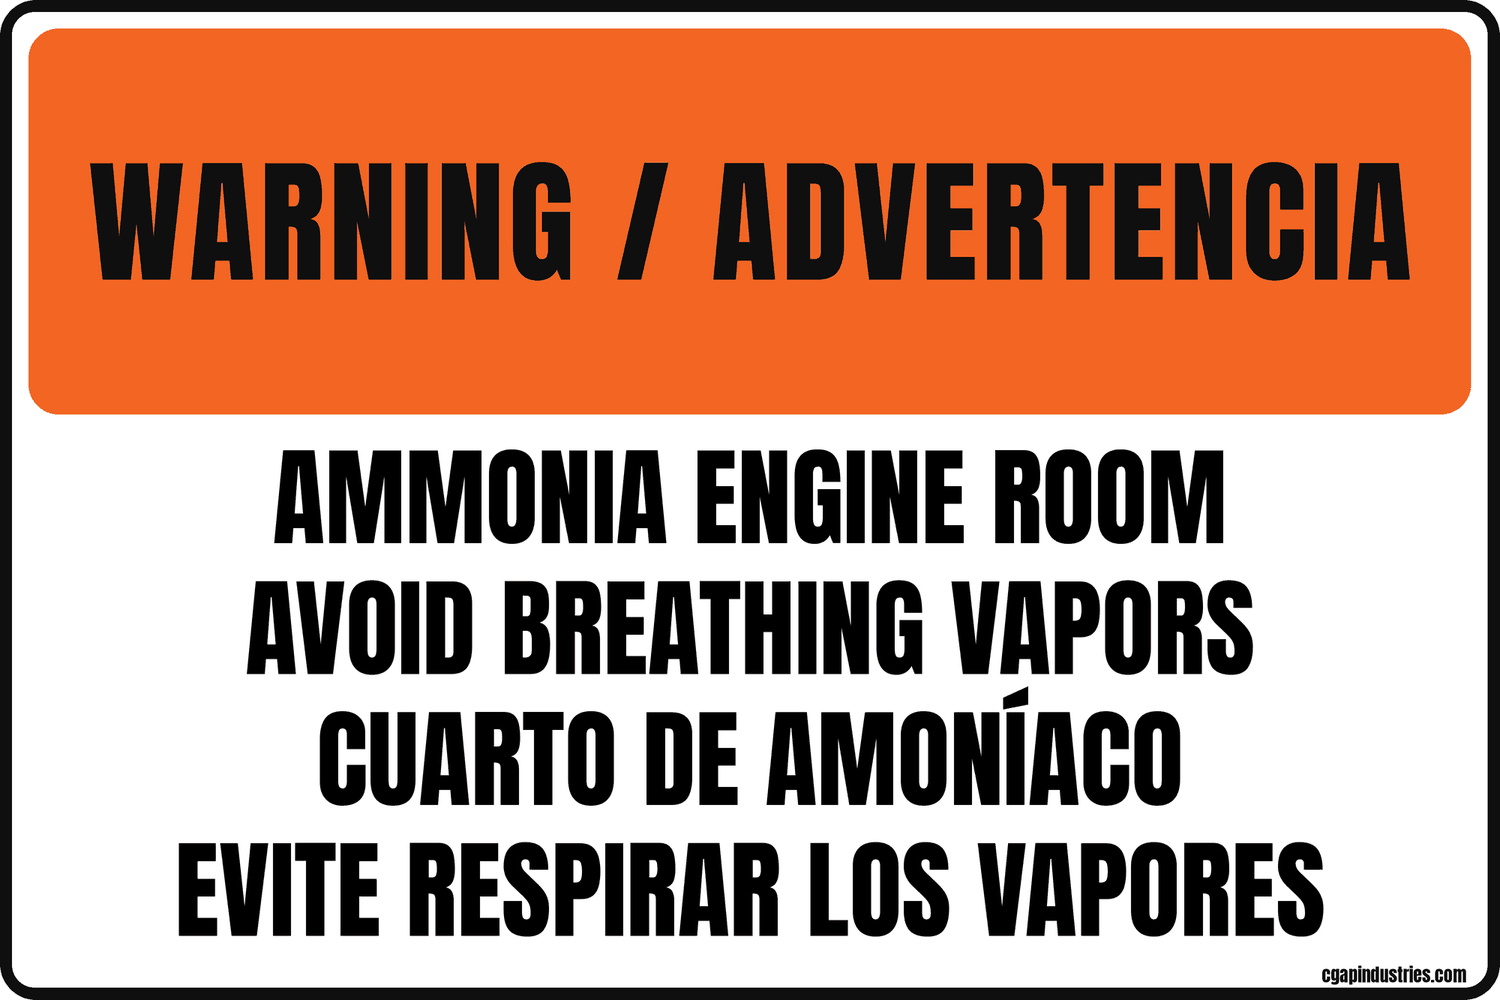 WARNING / ADVERTENCIA
AMMONIA ENGINE ROOM
AVOID BREATHING VAPORS
CUARTO DE AMONÍACO
EVITE RESPIRAR LOS VAPORES
cgapindustries.com